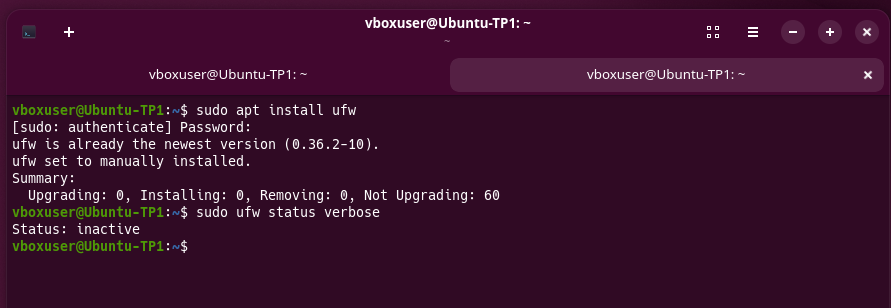 vboxuser@Ubuntu-TP1: ~
~
vboxuser@Ubuntu-TP1: ~
vboxuser@Ubuntu-TP1: ~
vboxuser@Ubuntu-TP1:~$ sudo apt install ufw
[sudo: authenticate] Password:
ufw is already the newest version (0.36.2-10).
ufw set to manually installed.
Summary:
  Upgrading: 0, Installing: 0, Removing: 0, Not Upgrading: 60
vboxuser@Ubuntu-TP1:~$ sudo ufw status verbose
Status: inactive
vboxuser@Ubuntu-TP1:~$